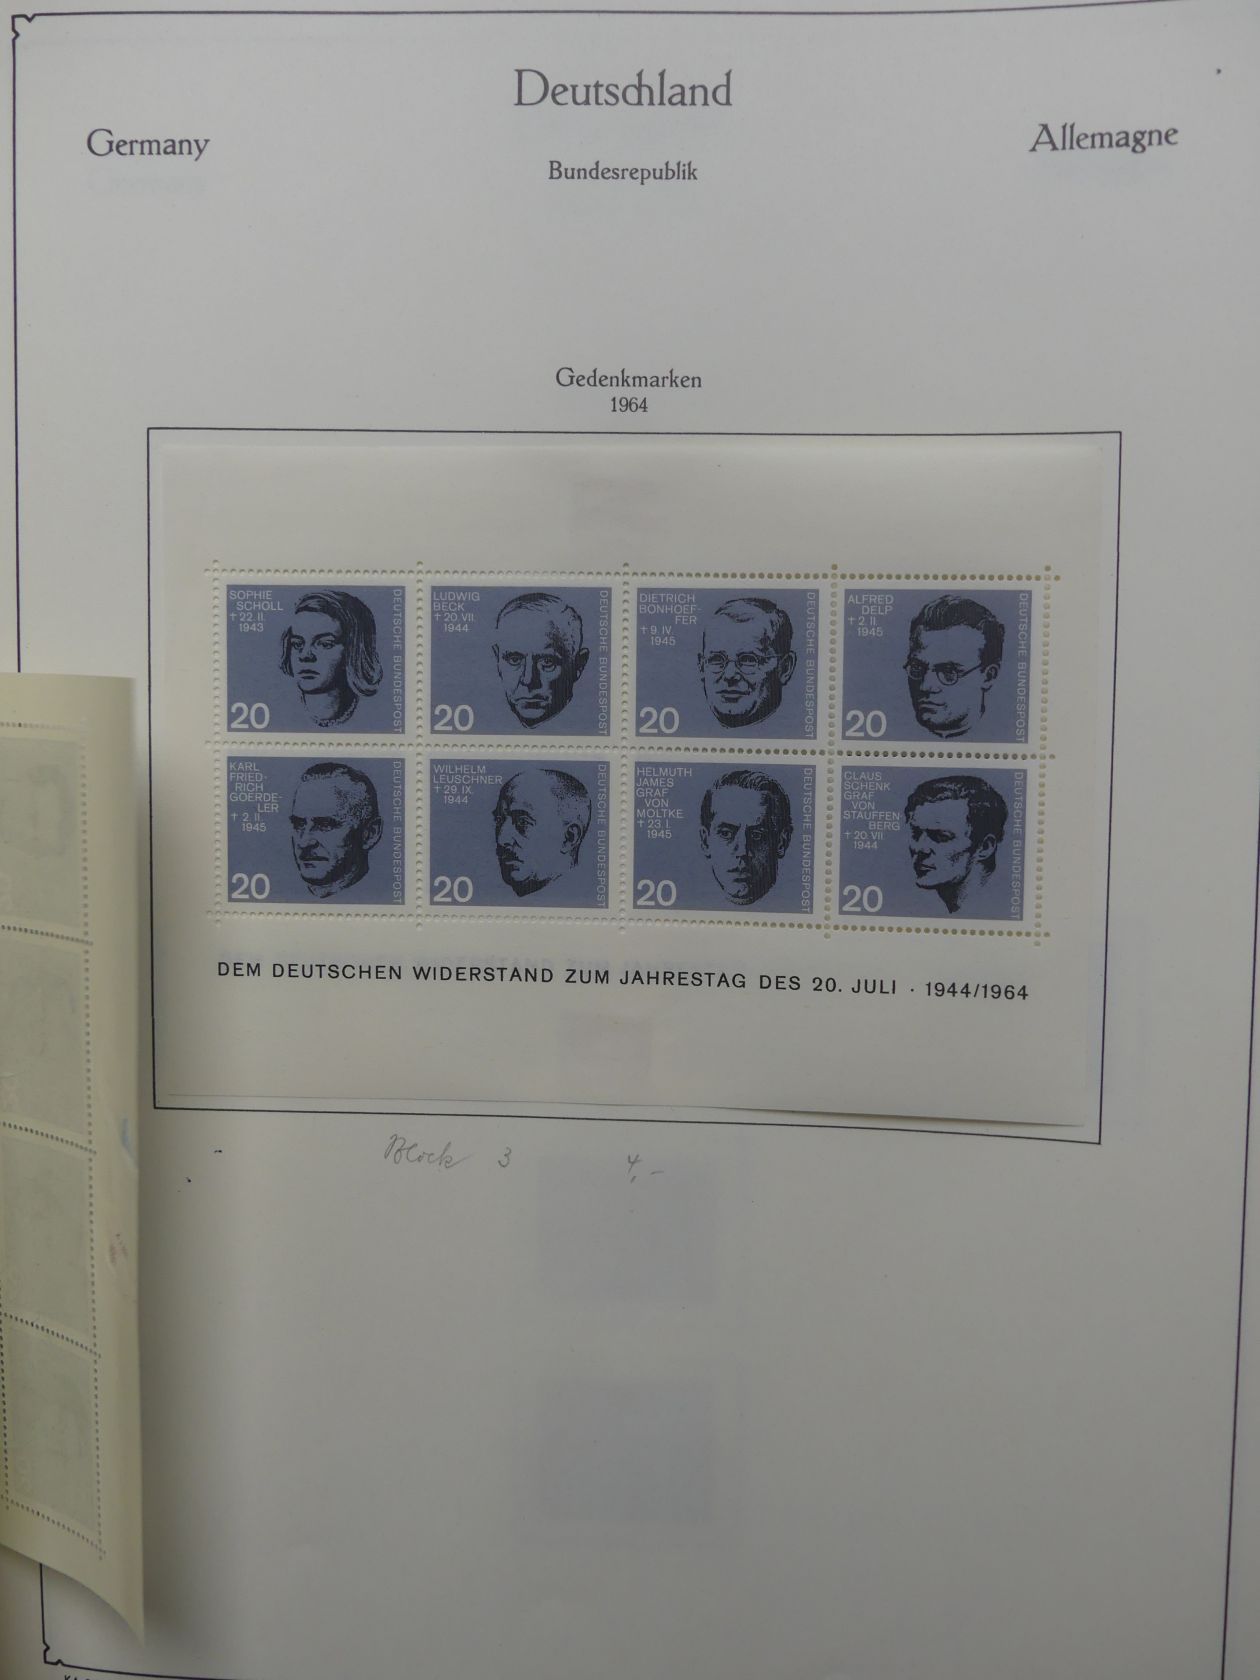 Deutschland
Germany
Allemagne
Bundesrepublik
Gedenkmarken
1964
SOPHIE
SCHOLL
† 22. II.
1943
DEUTSCHE BUNDESPOST
20
LUDWIG
BECK
† 20. VII.
1944
DEUTSCHE BUNDESPOST
20
DIETRICH
BONHOEF-
FER
† 9. IV.
1945
DEUTSCHE BUNDESPOST
20
ALFRED
DELP
† 2. II.
1945
DEUTSCHE BUNDESPOST
20
KARL
FRIED-
RICH
GOERDE-
LER
† 2. II.
1945
DEUTSCHE BUNDESPOST
20
WILHELM
LEUSCHNER
† 29. IX.
1944
DEUTSCHE BUNDESPOST
20
HELMUTH
JAMES
GRAF
VON
MOLTKE
† 23. I.
1945
DEUTSCHE BUNDESPOST
20
CLAUS
SCHENK
GRAF
VON
STAUFFEN-
BERG
† 20. VII.
1944
DEUTSCHE BUNDESPOST
20
DEM DEUTSCHEN WIDERSTAND ZUM JAHRESTAG DES 20. JULI · 1944/1964
Block 3 4,-